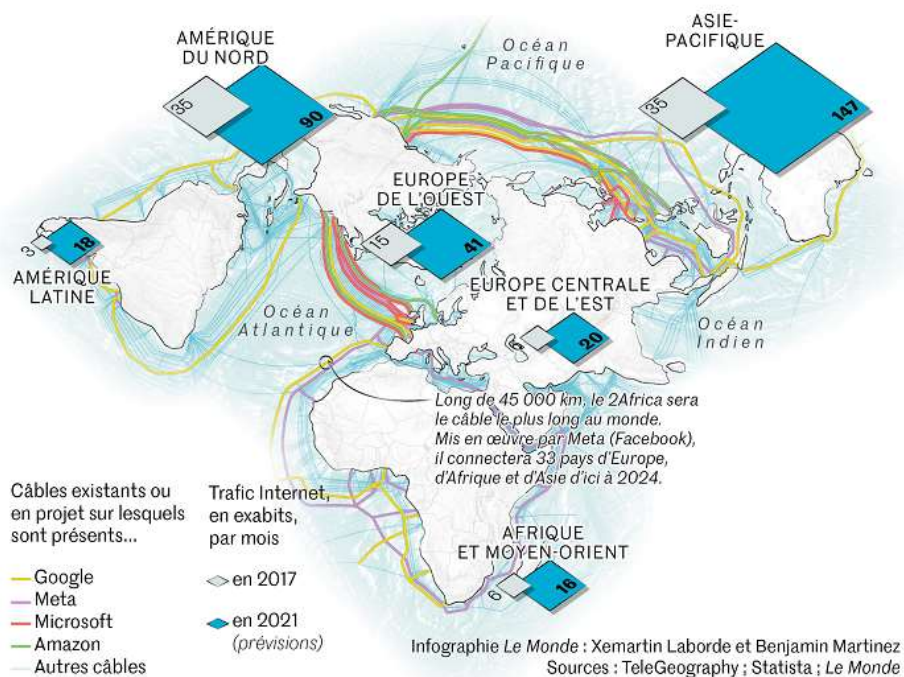 AMÉRIQUE
DU NORD
35
90
Océan
Pacifique
ASIE-
PACIFIQUE
35
147
EUROPE
DE L'OUEST
15
41
3
18
AMÉRIQUE
LATINE
Océan
Atlantique
EUROPE CENTRALE
ET DE L'EST
20
Océan
Indien
Long de 45 000 km, le 2Africa sera
le câble le plus long au monde.
Mis en œuvre par Meta (Facebook),
il connectera 33 pays d'Europe,
d'Afrique et d'Asie d'ici à 2024.
AFRIQUE
ET MOYEN-ORIENT
6
16
Câbles existants ou
en projet sur lesquels
sont présents...
Google
Meta
Microsoft
Amazon
Autres câbles
Trafic Internet,
en exabits,
par mois
en 2017
en 2021
(prévisions)
Infographie Le Monde : Xemartin Laborde et Benjamin Martinez
Sources : TeleGeography ; Statista ; Le Monde